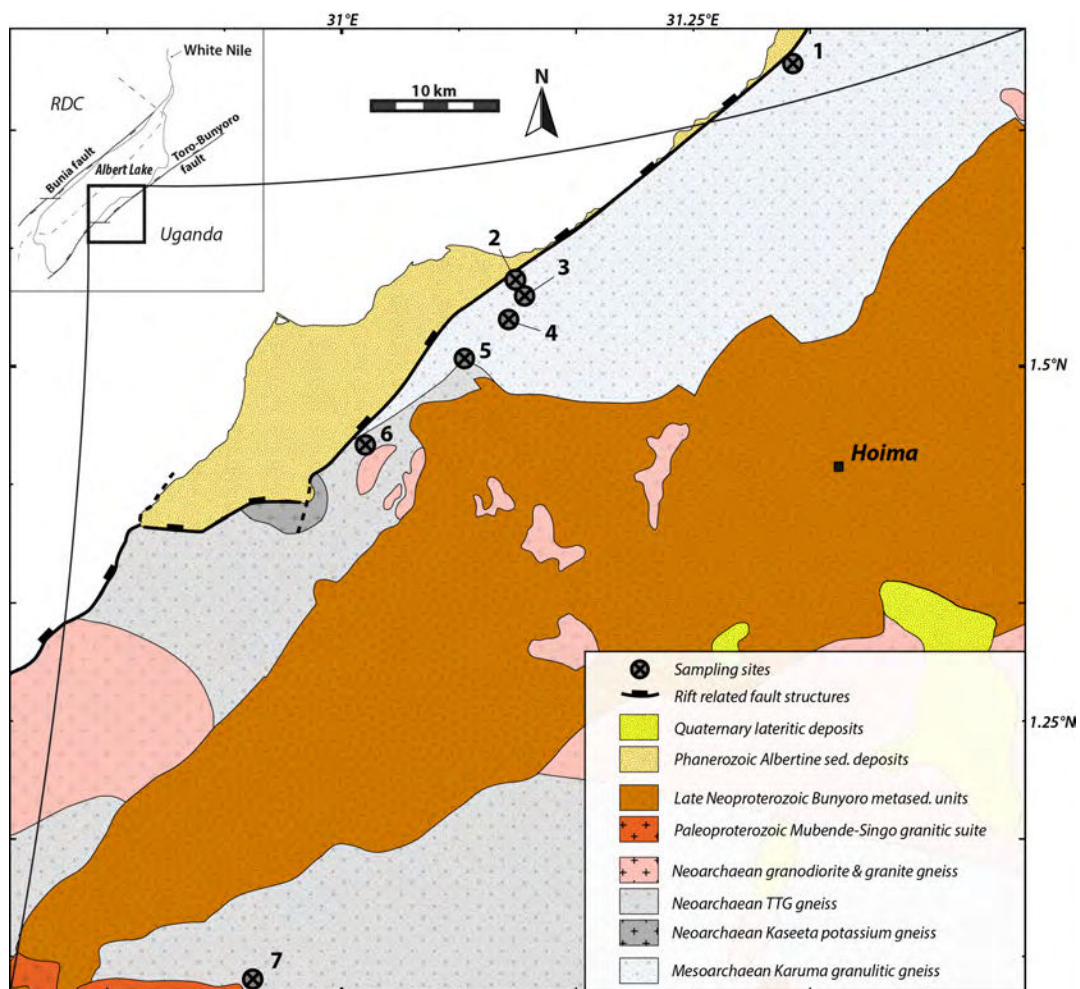 31°E
31.25°E
White Nile
RDC
Bunia fault
Albert Lake
Toro-Bunyoro
fault
Uganda
10 km
N
1
2
3
4
5
6
1.5°N
Hoima
1.25°N
7
Sampling sites
Rift related fault structures
Quaternary lateritic deposits
Phanerozoic Albertine sed. deposits
Late Neoproterozoic Bunyoro metased. units
Paleoproterozoic Mubende-Singo granitic suite
Neoarchaean granodiorite & granite gneiss
Neoarchaean TTG gneiss
Neoarchaean Kaseeta potassium gneiss
Mesoarchaean Karuma granulitic gneiss